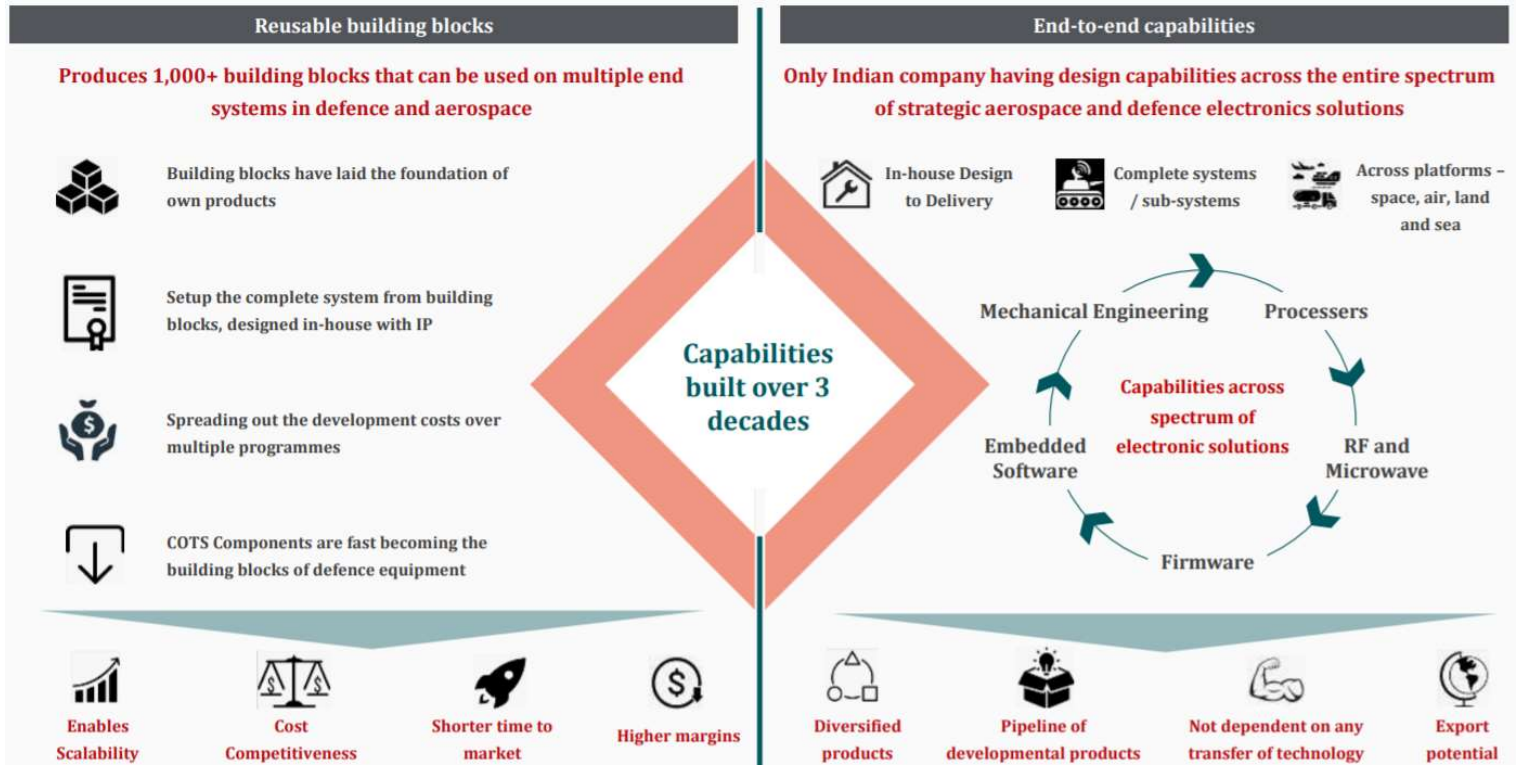 Reusable building blocks
Produces 1,000+ building blocks that can be used on multiple end
systems in defence and aerospace
Building blocks have laid the foundation of
own products
Setup the complete system from building
blocks, designed in-house with IP
Spreading out the development costs over
multiple programmes
COTS Components are fast becoming the
building blocks of defence equipment
Enables
Scalability
Cost
Competitiveness
Shorter time to
market
Higher margins
Capabilities
built over 3
decades
End-to-end capabilities
Only Indian company having design capabilities across the entire spectrum
of strategic aerospace and defence electronics solutions
In-house Design
to Delivery
Complete systems
/ sub-systems
Across platforms –
space, air, land
and sea
Mechanical Engineering
Processers
RF and
Microwave
Firmware
Embedded
Software
Capabilities across
spectrum of
electronic solutions
Diversified
products
Pipeline of
developmental products
Not dependent on any
transfer of technology
Export
potential